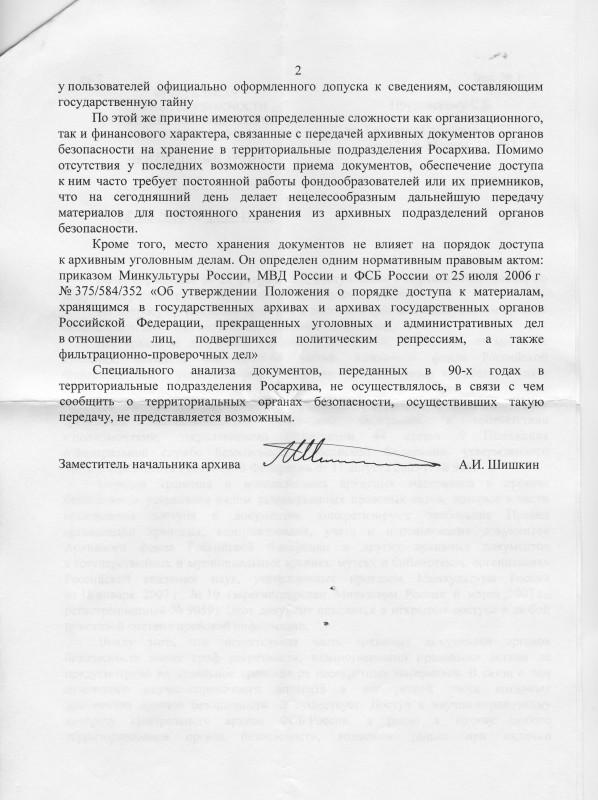 2
у пользователей официально оформленного допуска к сведениям, составляющим
государственную тайну
По этой же причине имеются определенные сложности как организационного,
так и финансового характера, связанные с передачей архивных документов органов
безопасности на хранение в территориальные подразделения Росархива. Помимо
отсутствия у последних возможности приема документов, обеспечение доступа
к ним часто требует постоянной работы фондообразователей или их приемников,
что на сегодняшний день делает нецелесообразным дальнейшую передачу
материалов для постоянного хранения из архивных подразделений органов
безопасности.
Кроме того, место хранения документов не влияет на порядок доступа
к архивным уголовным делам. Он определен одним нормативным правовым актом:
приказом Минкультуры России, МВД России и ФСБ России от 25 июля 2006 г
№ 375/584/352 «Об утверждении Положения о порядке доступа к материалам,
хранящимся в государственных архивах и архивах государственных органов
Российской Федерации, прекращенных уголовных и административных дел
в отношении лиц, подвергшихся политическим репрессиям, а также
фильтрационно-проверочных дел»
Специального анализа документов, переданных в 90-х годах в
территориальные подразделения Росархива, не осуществлялось, в связи с чем
сообщить о территориальных органах безопасности, осуществивших такую
передачу, не представляется возможным.
Заместитель начальника архива А.И. Шишкин